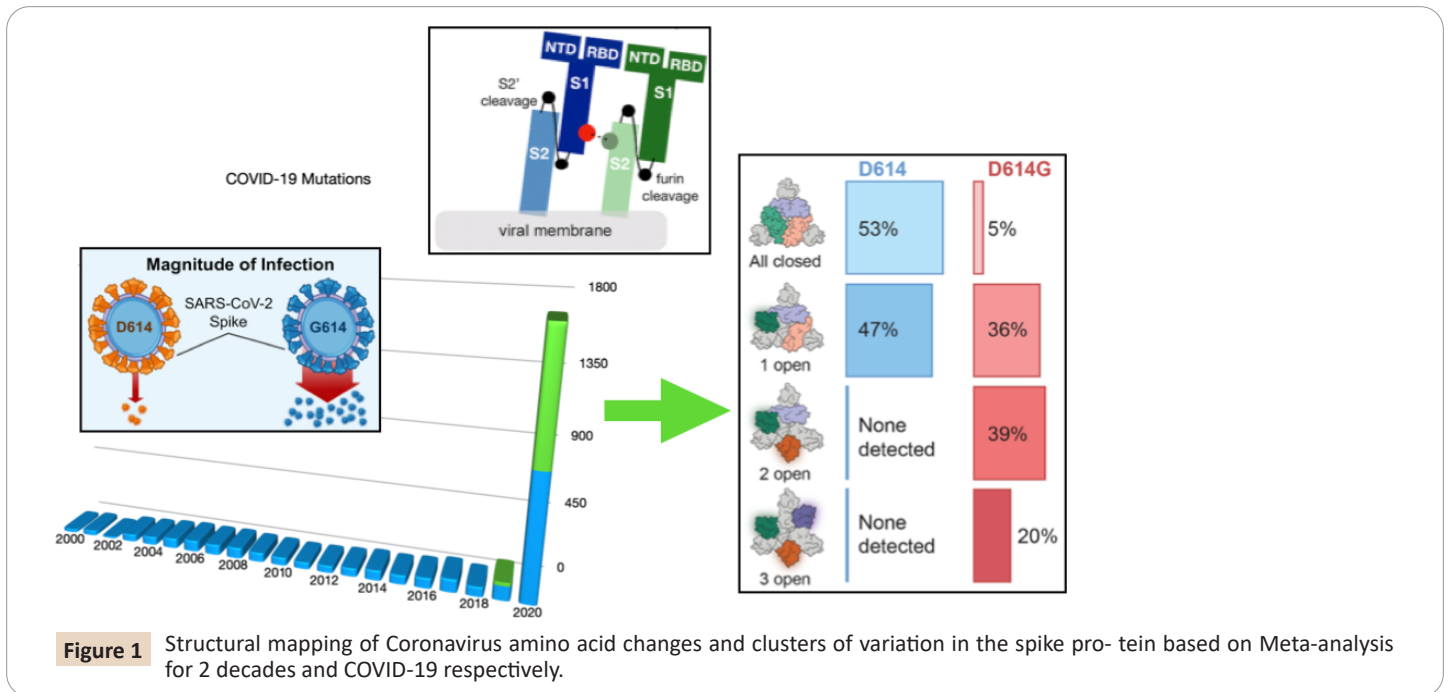 NTD RBD NTD RBD
S1 S1
S2'
cleavage
S2 S2
furin
cleavage
viral membrane
COVID-19 Mutations
Magnitude of Infection
SARS-CoV-2
Spike
D614 G614
1800
1350
900
450
0
2000 2002 2004 2006 2008 2010 2012 2014 2016 2018 2020
D614 D614G
53% 5%
All closed
47% 36%
1 open
None
detected
39%
2 open
None
detected
20%
3 open
Figure 1 Structural mapping of Coronavirus amino acid changes and clusters of variation in the spike pro- tein based on Meta-analysis
for 2 decades and COVID-19 respectively.